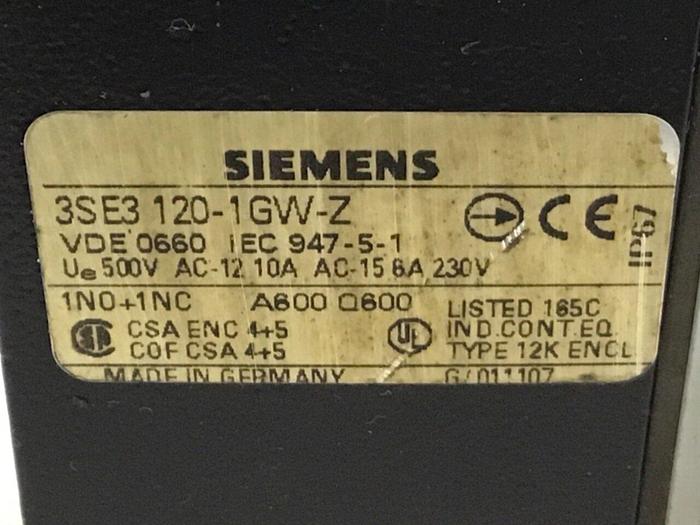 SIEMENS
3SE3 120-1GW-Z
CE
IP67
VDE 0660 IEC 947-5-1
Ue 500V AC-12 10A AC-15 6A 230V
1NO+1NC A600 Q600
LISTED 165C
CSA ENC 4+5
UL
IND.CONT.EQ
COF CSA 4+5
TYPE 12K ENCL
MADE IN GERMANY
G/011107